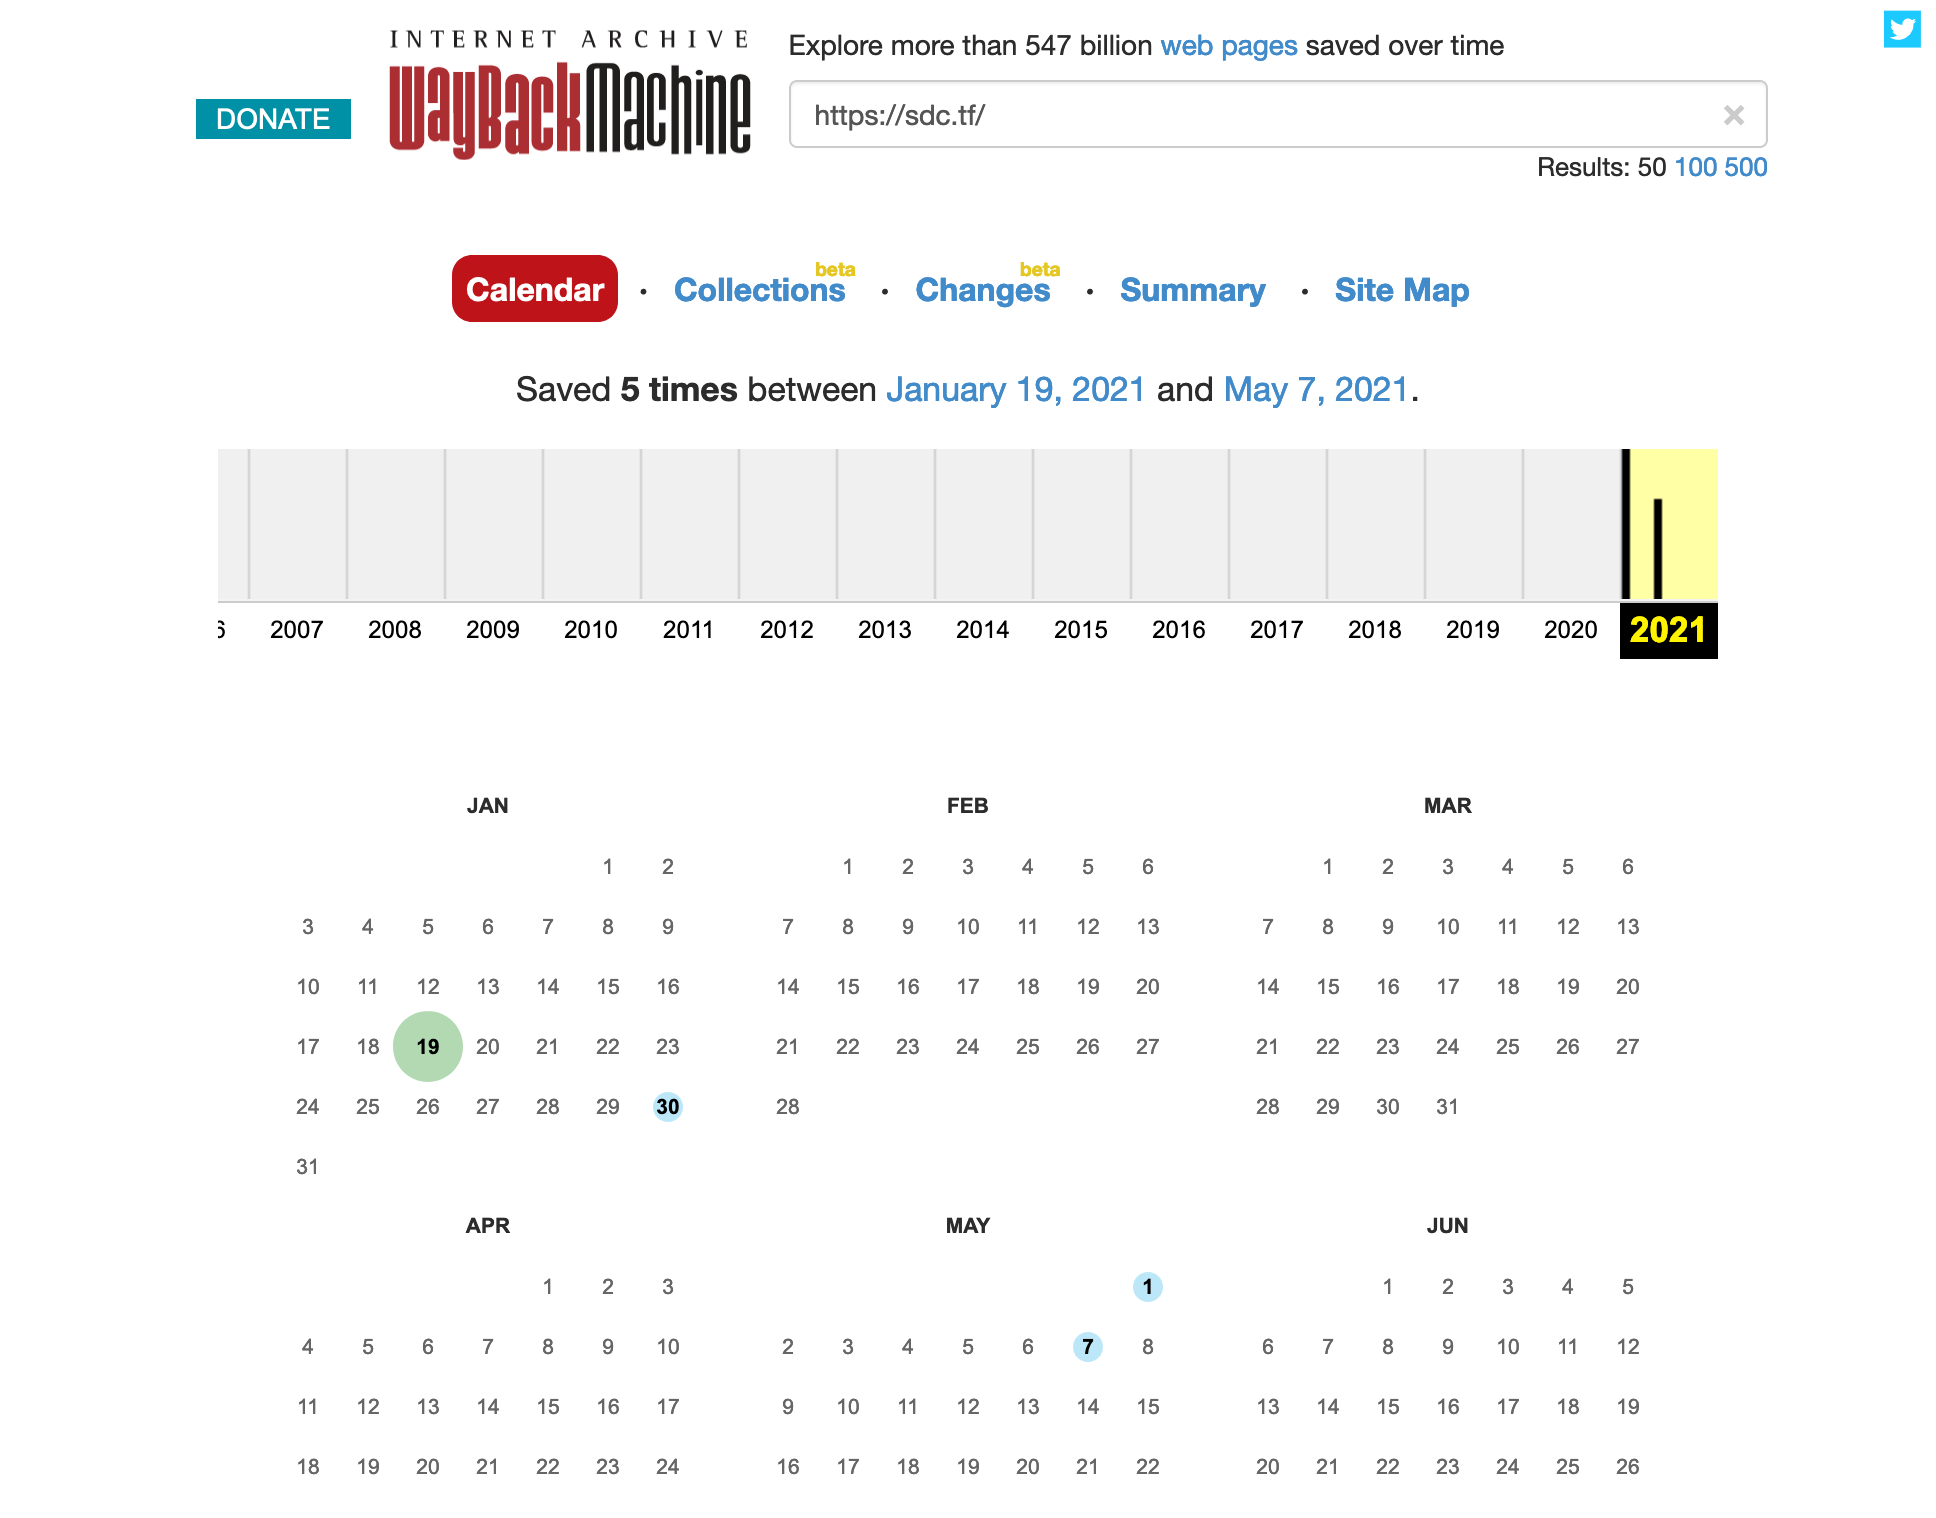 INTERNET ARCHIVE
WayBackMachine
DONATE
Explore more than 547 billion web pages saved over time
https://sdc.tf/
Results: 50 100 500
Calendar · Collections beta · Changes beta · Summary · Site Map
Saved 5 times between January 19, 2021 and May 7, 2021.
6 2007 2008 2009 2010 2011 2012 2013 2014 2015 2016 2017 2018 2019 2020 2021
JAN
1 2
3 4 5 6 7 8 9
10 11 12 13 14 15 16
17 18 19 20 21 22 23
24 25 26 27 28 29 30
31
FEB
1 2 3 4 5 6
7 8 9 10 11 12 13
14 15 16 17 18 19 20
21 22 23 24 25 26 27
28
MAR
1 2 3 4 5 6
7 8 9 10 11 12 13
14 15 16 17 18 19 20
21 22 23 24 25 26 27
28 29 30 31
APR
1 2 3
4 5 6 7 8 9 10
11 12 13 14 15 16 17
18 19 20 21 22 23 24
MAY
1
2 3 4 5 6 7 8
9 10 11 12 13 14 15
16 17 18 19 20 21 22
JUN
1 2 3 4 5
6 7 8 9 10 11 12
13 14 15 16 17 18 19
20 21 22 23 24 25 26